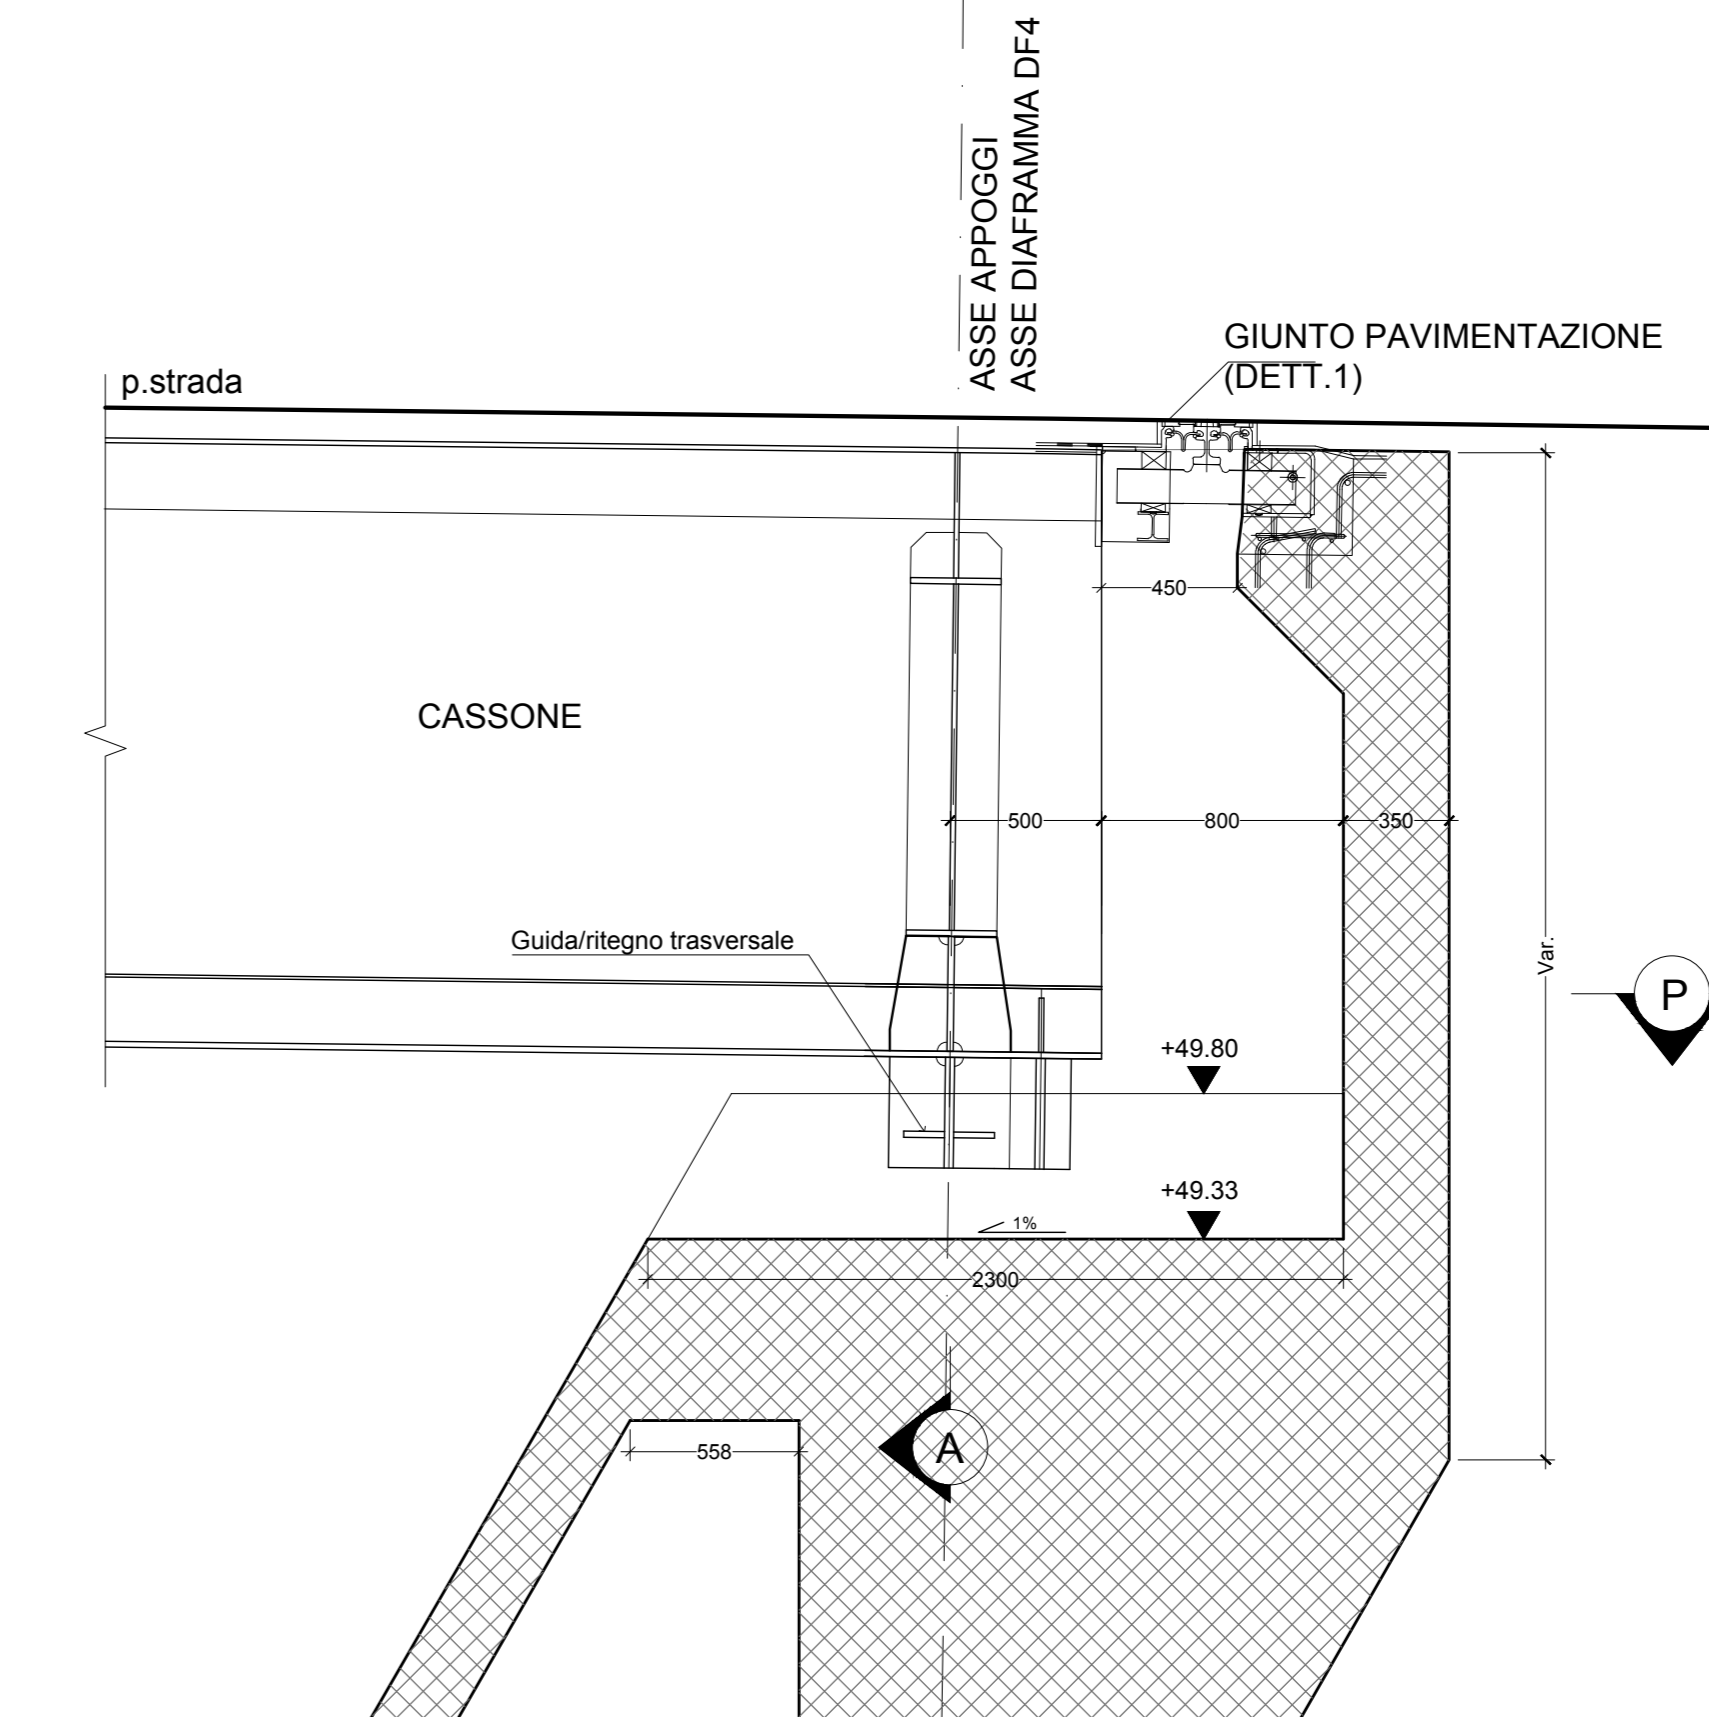 ASSE APPOGGI
ASSE DIAFRAMMA DF4
GIUNTO PAVIMENTAZIONE
(DETT.1)
p.strada
450
CASSONE
500
800
350
Guida/ritegno trasversale
Var.
P
+49.80
+49.33
1%
2300
A
558